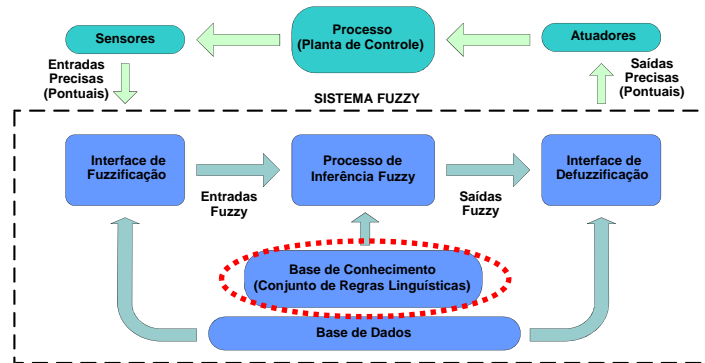 Sensores
Processo
(Planta de Controle)
Atuadores
Entradas
Precisas
(Pontuais)
Saídas
Precisas
(Pontuais)
SISTEMA FUZZY
Interface de
Fuzzificação
Entradas
Fuzzy
Processo de
Inferência Fuzzy
Saídas
Fuzzy
Interface de
Defuzzificação
Base de Conhecimento
(Conjunto de Regras Linguísticas)
Base de Dados